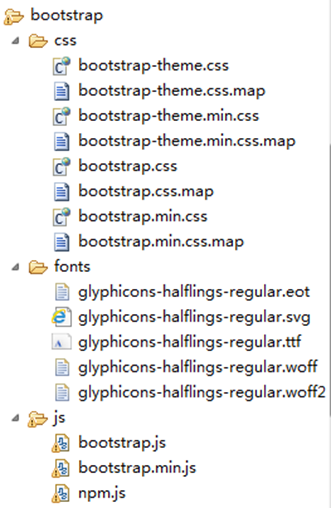 bootstrap
css
bootstrap-theme.css
bootstrap-theme.css.map
bootstrap-theme.min.css
bootstrap-theme.min.css.map
bootstrap.css
bootstrap.css.map
bootstrap.min.css
bootstrap.min.css.map
fonts
glyphicons-halflings-regular.eot
glyphicons-halflings-regular.svg
glyphicons-halflings-regular.ttf
glyphicons-halflings-regular.woff
glyphicons-halflings-regular.woff2
js
bootstrap.js
bootstrap.min.js
npm.js